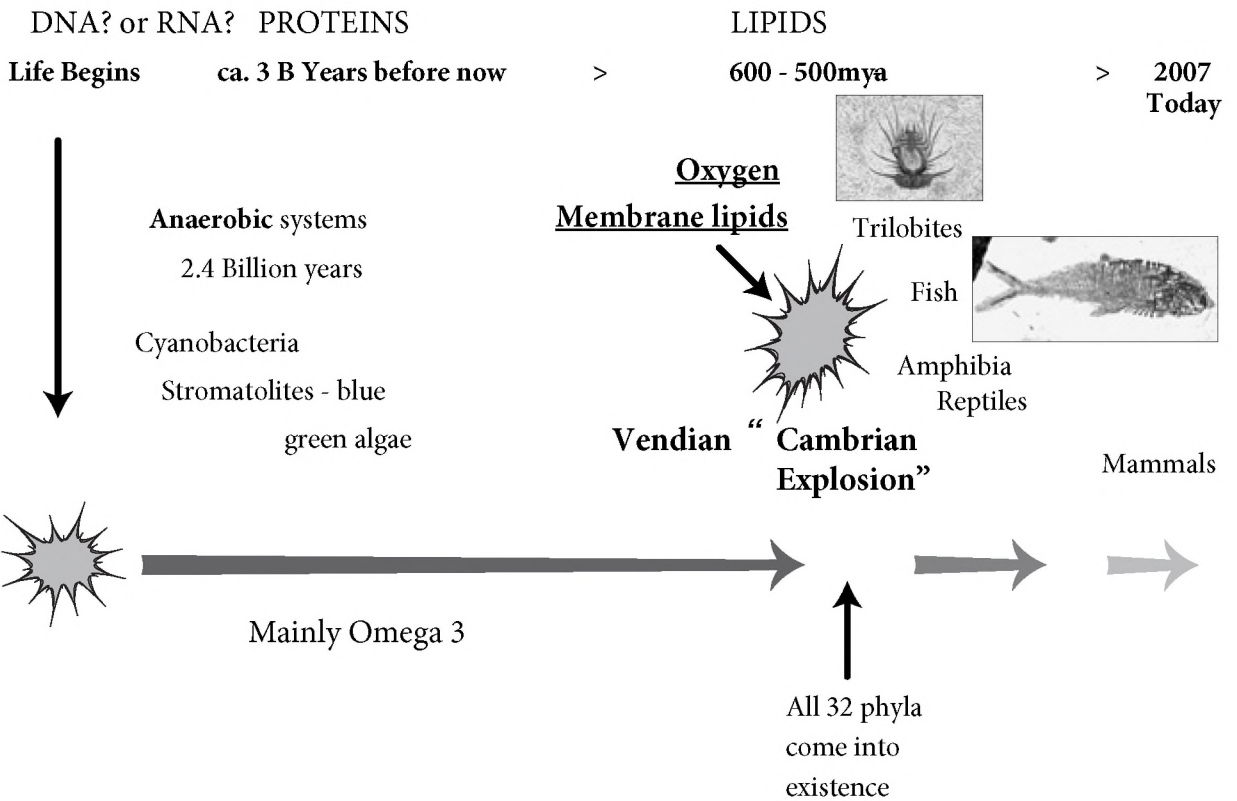 DNA? or RNA? PROTEINS LIPIDS
Life Begins ca. 3 B Years before now > 600 - 500mya > 2007
Today
Oxygen
Membrane lipids
Anaerobic systems
2.4 Billion years
Trilobites
Fish
Cyanobacteria
Stromatolites - blue
green algae
Amphibia
Reptiles
Vendian “ Cambrian
Explosion”
Mammals
Mainly Omega 3
All 32 phyla
come into
existence